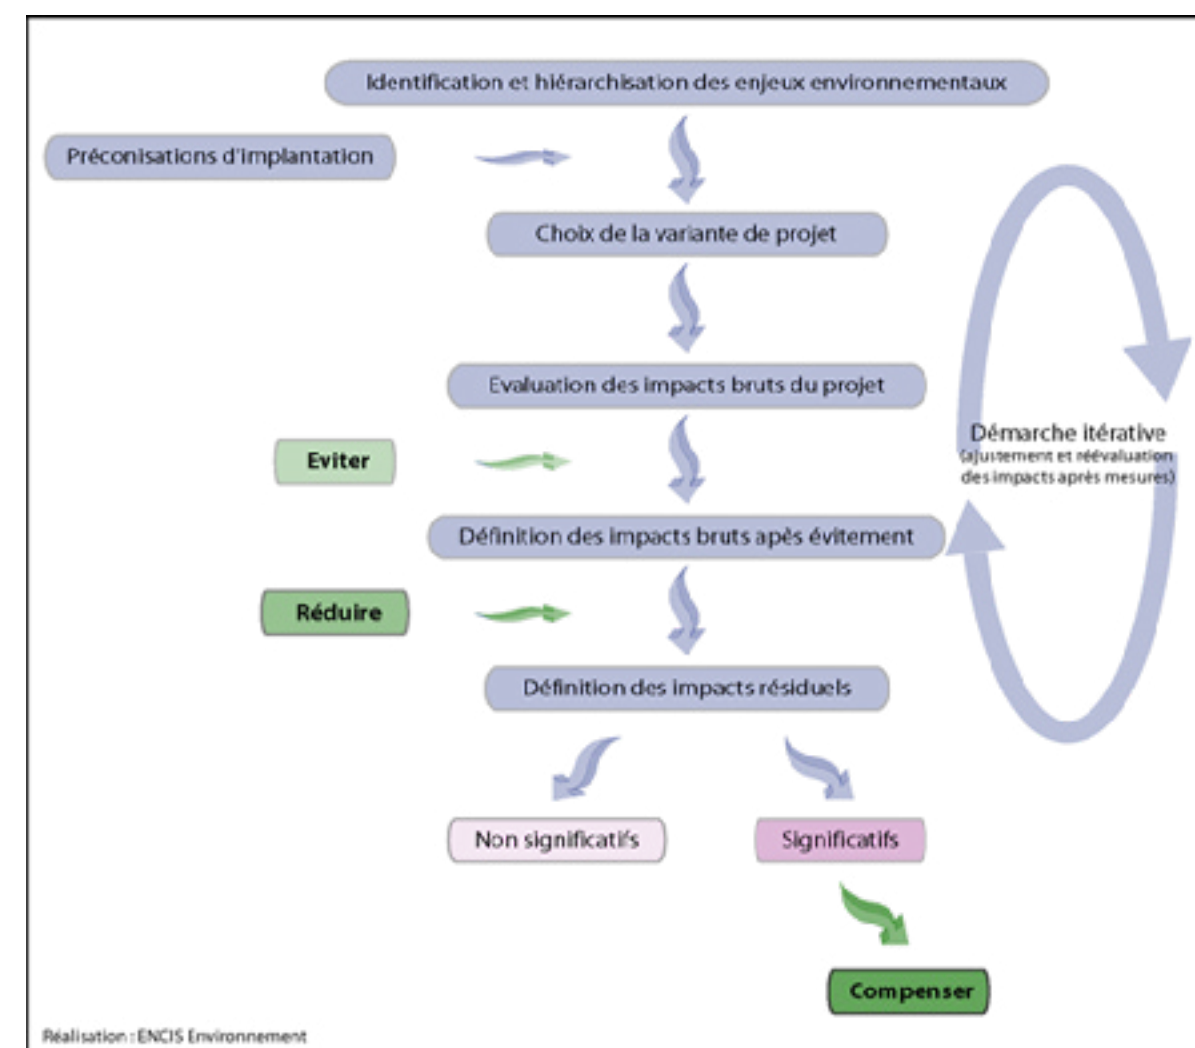 Identification et hiérarchisation des enjeux environnementaux
Préconisations d'implantation
Choix de la variante de projet
Evaluation des impacts bruts du projet
Démarche itérative
(ajustement et réévaluation
des impacts après mesures)
Eviter
Définition des impacts bruts apès évitement
Réduire
Définition des impacts résiduels
Non significatifs
Significatifs
Compenser
Réalisation : ENCIS Environnement